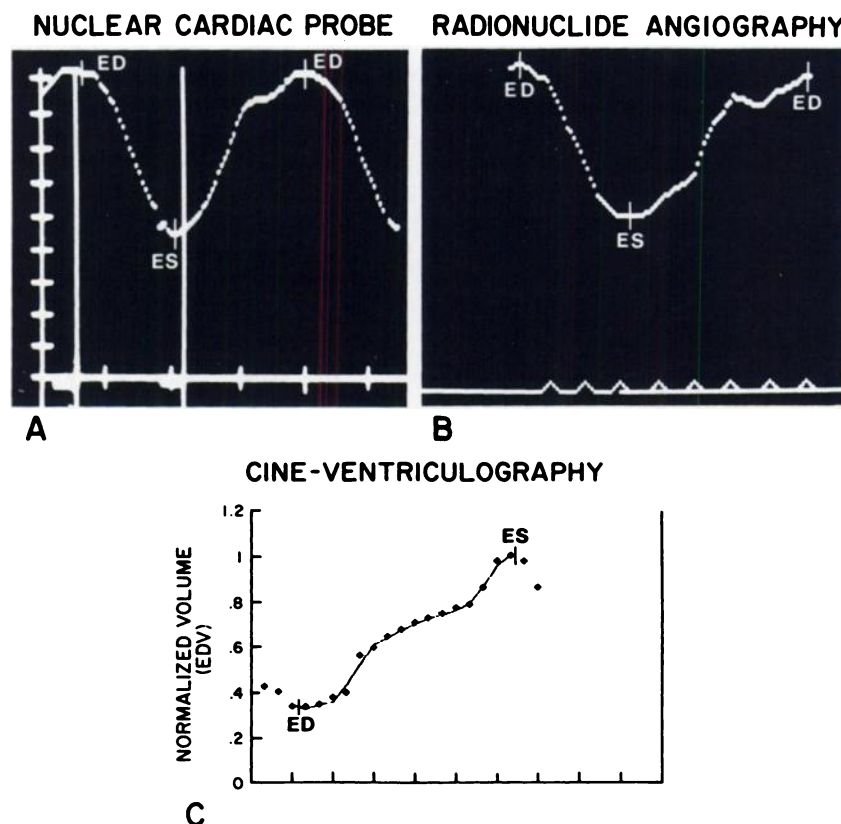 NUCLEAR CARDIAC PROBE
RADIONUCLIDE ANGIOGRAPHY
ED
ED
ES
ED
ED
ES
A
B
CINE-VENTRICULOGRAPHY
NORMALIZED VOLUME
(EDV)
1.2
1
.8
.6
.4
.2
0
ES
ED
C